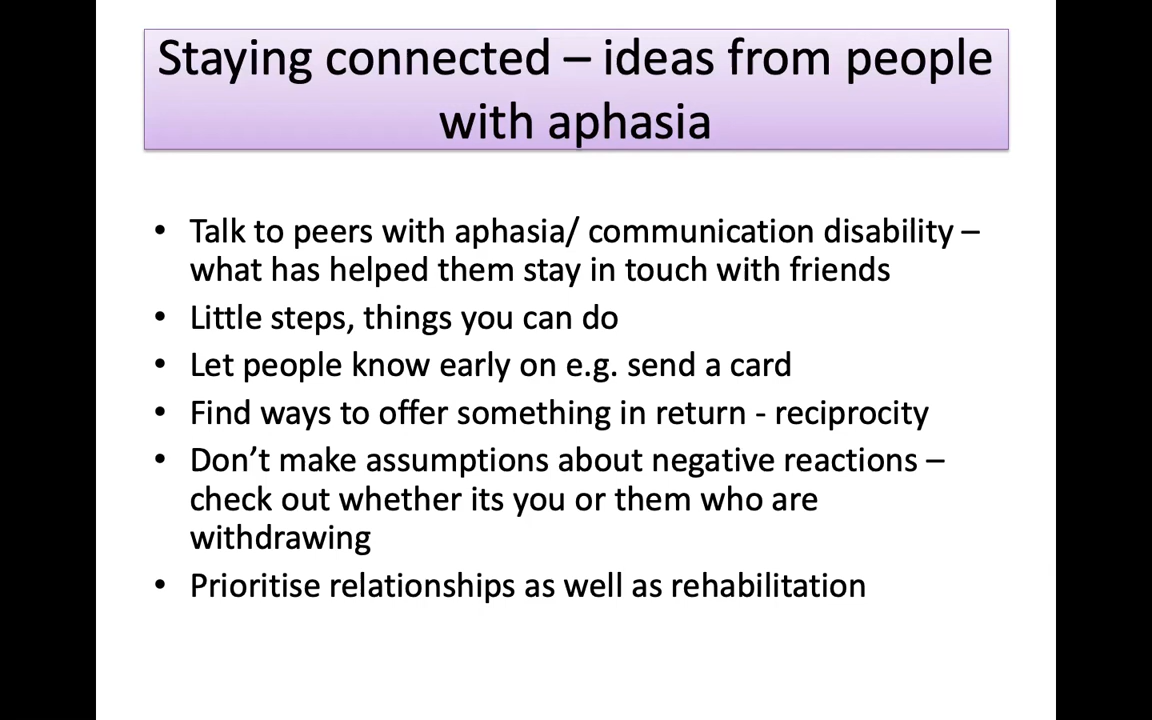 Staying connected – ideas from people
with aphasia
• Talk to peers with aphasia/ communication disability –
what has helped them stay in touch with friends
• Little steps, things you can do
• Let people know early on e.g. send a card
• Find ways to offer something in return - reciprocity
• Don’t make assumptions about negative reactions –
check out whether its you or them who are
withdrawing
• Prioritise relationships as well as rehabilitation